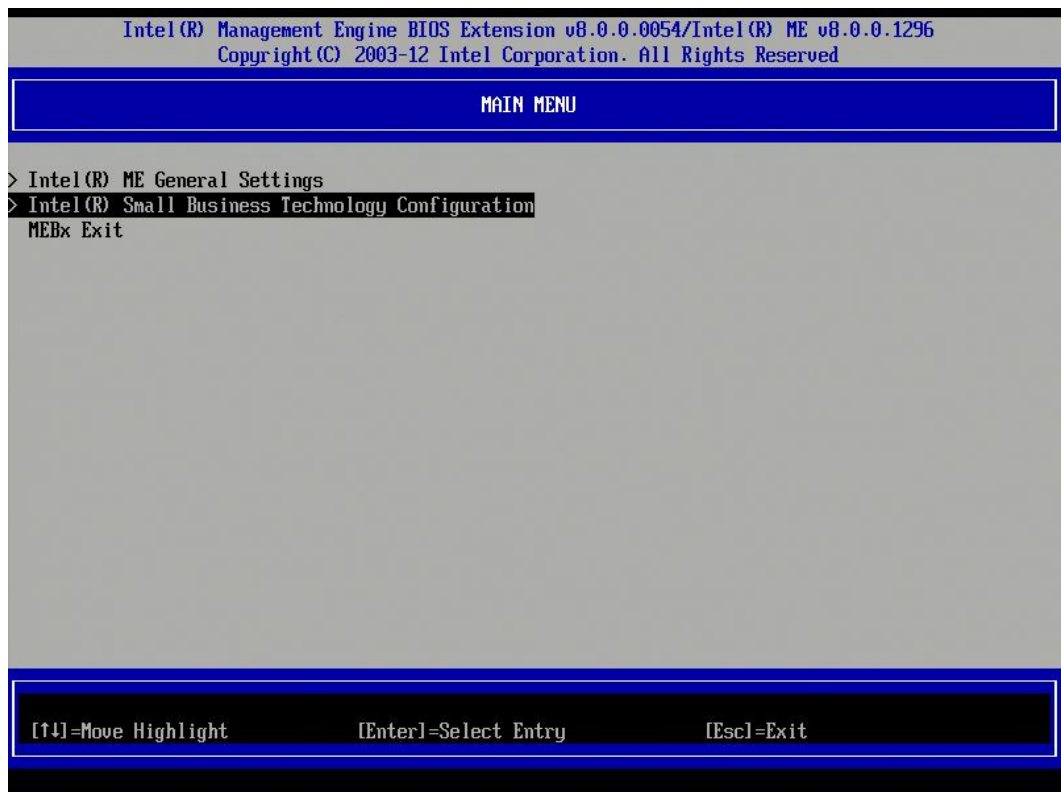 Intel(R) Management Engine BIOS Extension v8.0.0.0054/Intel(R) ME v8.0.0.1296
Copyright(C) 2003-12 Intel Corporation. All Rights Reserved
MAIN MENU
> Intel(R) ME General Settings
> Intel(R) Small Business Technology Configuration
MEBx Exit
[↑↓]=Move Highlight [Enter]=Select Entry [Esc]=Exit